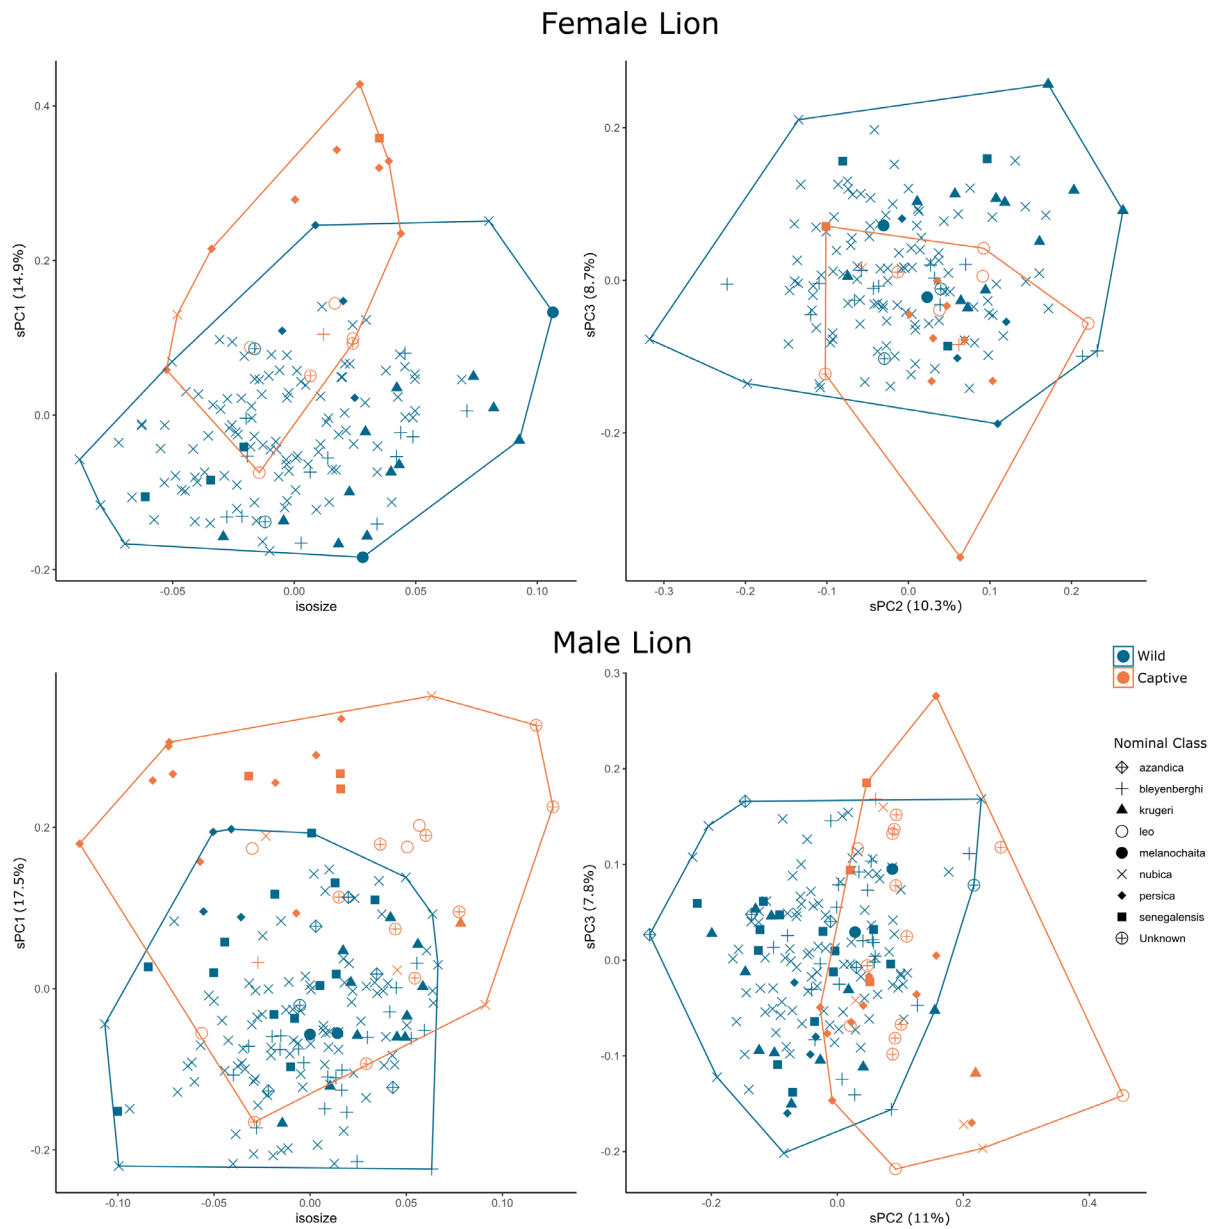 Female Lion
0.4
0.2
0.0
-0.2
sPC1 (14.9%)
-0.05
0.00
0.05
0.10
isosize
0.2
0.0
-0.2
sPC3 (8.7%)
-0.3
-0.2
-0.1
0.0
0.1
0.2
sPC2 (10.3%)
Male Lion
0.2
0.0
-0.2
sPC1 (17.5%)
-0.10
-0.05
0.00
0.05
0.10
isosize
0.3
0.2
0.1
0.0
-0.1
-0.2
sPC3 (7.8%)
-0.2
0.0
0.2
0.4
sPC2 (11%)
Wild
Captive
Nominal Class
azandica
bleyenberghi
krugeri
leo
melanochaita
nubica
persica
senegalensis
Unknown